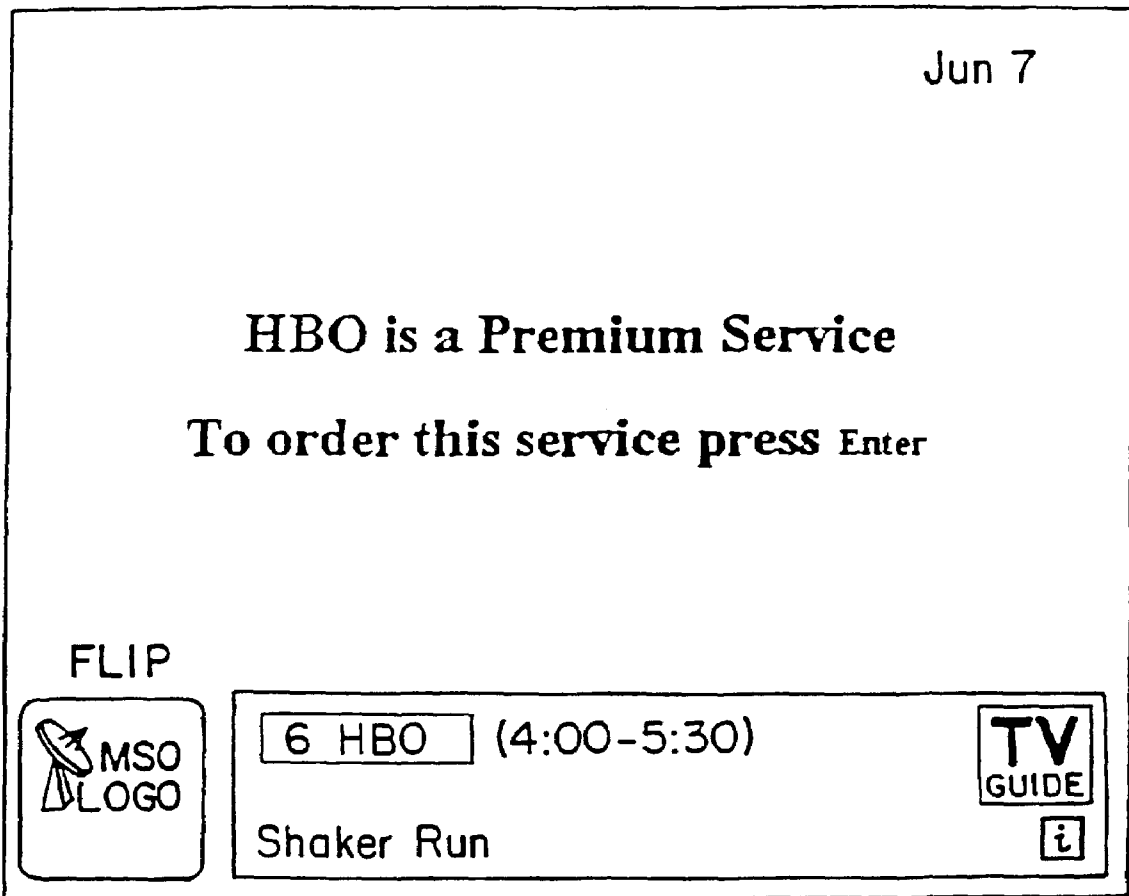 Jun 7
HBO is a Premium Service
To order this service press Enter
FLIP
MSO
LOGO
6 HBO (4:00-5:30)
TV
GUIDE
Shaker Run
i